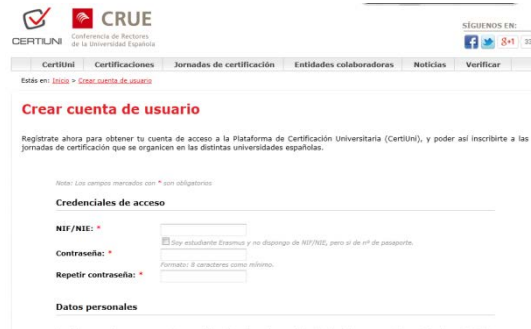 CERTIUNI
CRUE
Conferencia de Rectores
de la Universidad Española
SÍGUENOS EN:
CertiUni Certificaciones Jornadas de certificación Entidades colaboradoras Noticias Verificar
Estás en: Inicio > Crear cuenta de usuario
Crear cuenta de usuario
Regístrate ahora para obtener tu cuenta de acceso a la Plataforma de Certificación Universitaria (CertiUni), y poder así inscribirte a las
jornadas de certificación que se organicen en las distintas universidades españolas.
Nota: Los campos marcados con * son obligatorios
Credenciales de acceso
NIF/NIE: *
Soy estudiante Erasmus y no dispongo de NIF/NIE, pero si de nº de pasaporte.
Contraseña: *
Formato: 8 caracteres como mínimo.
Repetir contraseña: *
Datos personales